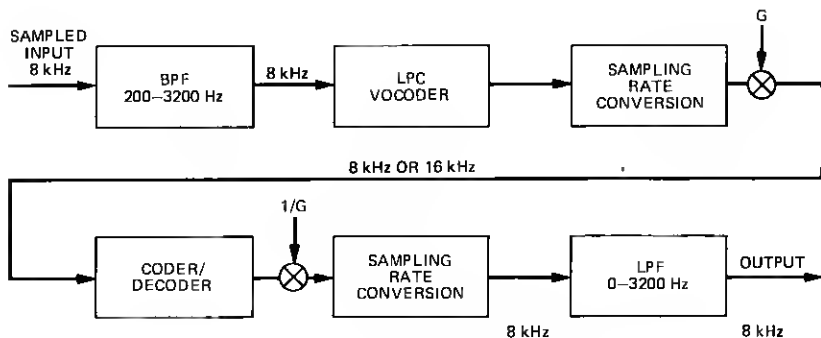 SAMPLED
INPUT
8 kHz
BPF
200–3200 Hz
8 kHz
LPC
VOCODER
SAMPLING
RATE
CONVERSION
G
8 kHz OR 16 kHz
CODER/
DECODER
1/G
SAMPLING
RATE
CONVERSION
8 kHz
LPF
0–3200 Hz
OUTPUT
8 kHz